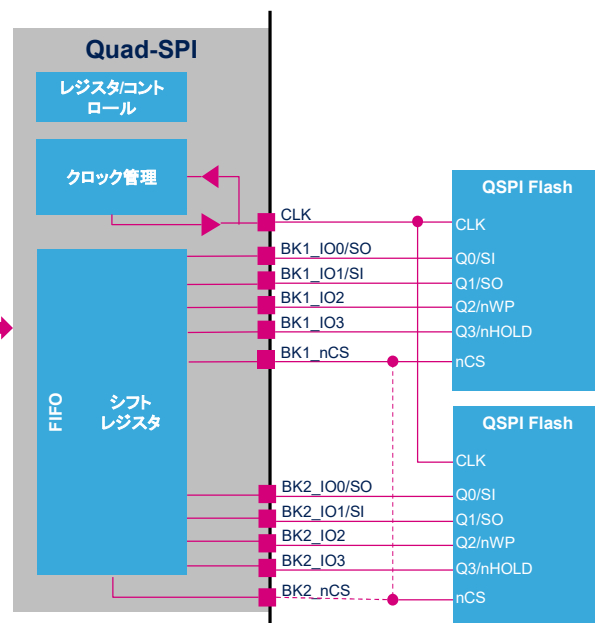 Quad-SPI
レジスタ/コント
ロール
クロック管理
CLK
BK1_IO0/SO
BK1_IO1/SI
BK1_IO2
BK1_IO3
BK1_nCS
FIFO
シフト
レジスタ
BK2_IO0/SO
BK2_IO1/SI
BK2_IO2
BK2_IO3
BK2_nCS
QSPI Flash
CLK
Q0/SI
Q1/SO
Q2/nWP
Q3/nHOLD
nCS
QSPI Flash
CLK
Q0/SI
Q1/SO
Q2/nWP
Q3/nHOLD
nCS